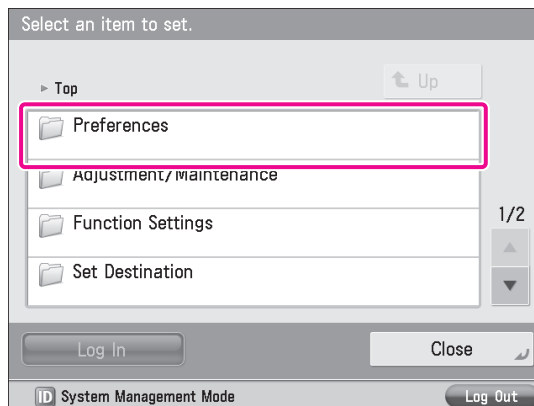 Select an item to set.
Top
Up
Preferences
Adjustment/Maintenance
Function Settings
1/2
Set Destination
Log In
Close
ID System Management Mode
Log Out